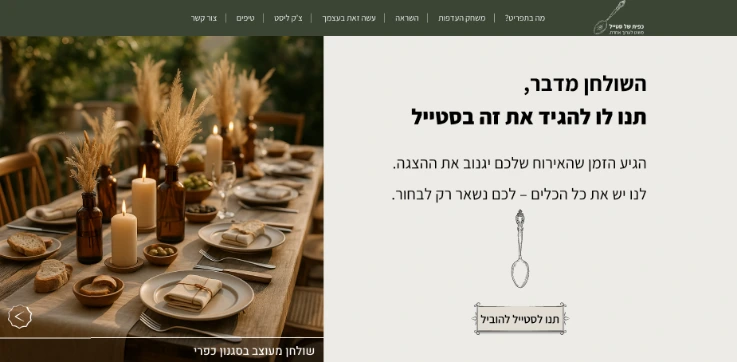 כפית של סטייל
מה בתפריט?
משחק העדפות
השראה
עשה זאת בעצמך
צ'ק ליסט
טיפים
צור קשר
השולחן מדבר,
תנו לו להגיד את זה בסטייל
הגיע הזמן שהאירוח שלכם יגנוב את ההצגה.
לנו יש את כל הכלים – לכם נשאר רק לבחור.
תנו לסטייל להוביל
שולחן מעוצב בסגנון כפרי